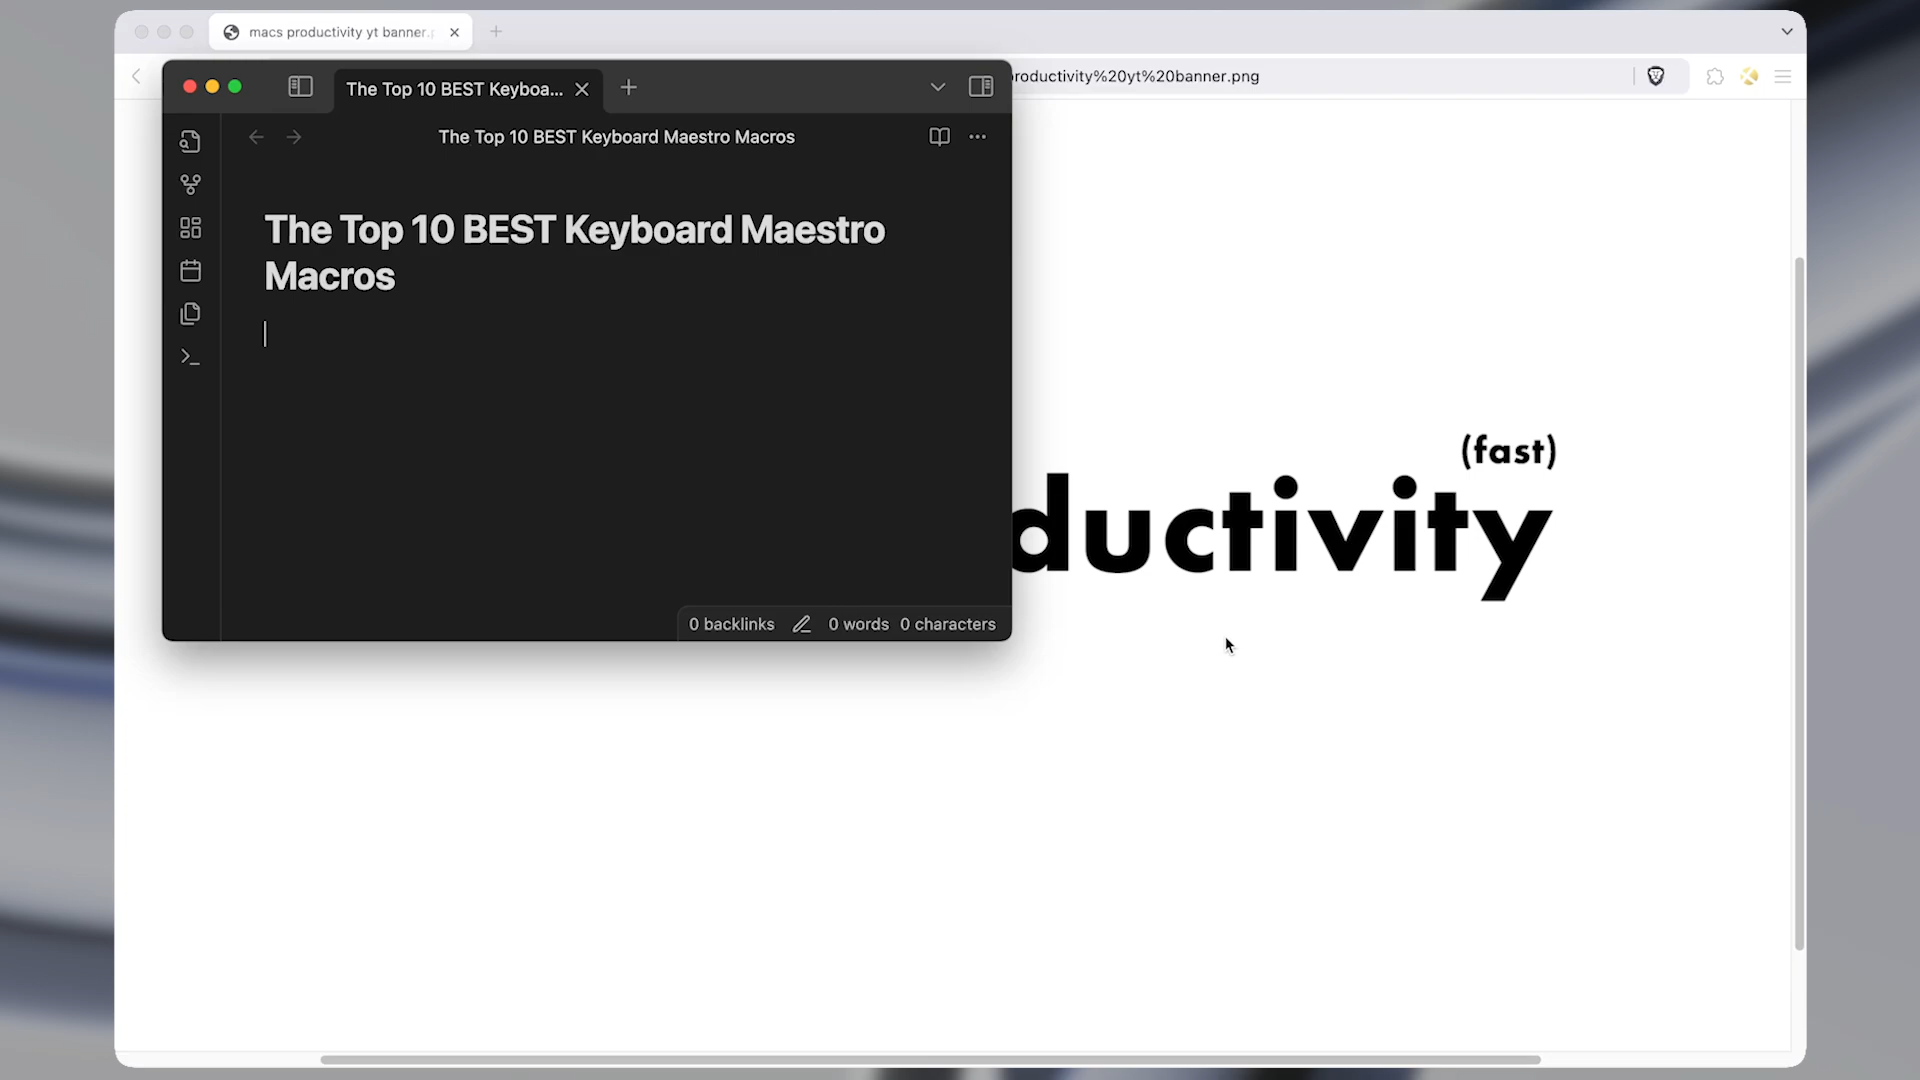 macs productivity yt banner.p
roductivity%20yt%20banner.png
The Top 10 BEST Keyboa...
The Top 10 BEST Keyboard Maestro Macros
The Top 10 BEST Keyboard Maestro
Macros
(fast)
ductivity
0 backlinks 0 words 0 characters